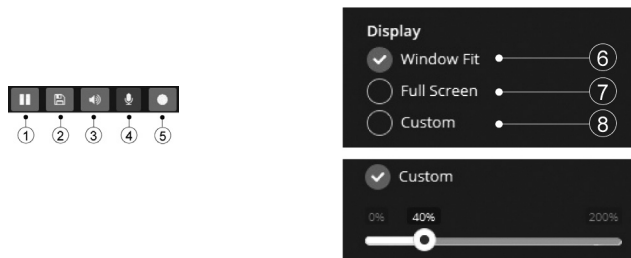 1 2 3 4 5
Display
Window Fit 6
Full Screen 7
Custom 8
Custom
0% 40% 200%